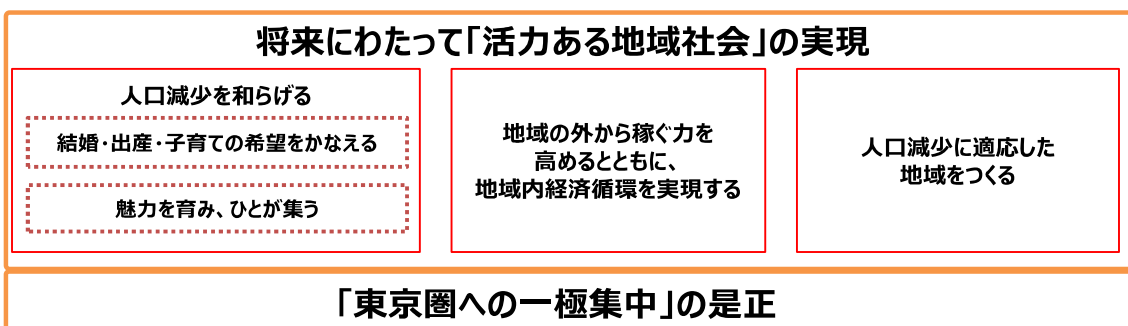 将来にわたって「活力ある地域社会」の実現
人口減少を和らげる
結婚・出産・子育ての希望をかなえる
魅力を育み、ひとが集う
地域の外から稼ぐ力を
高めるとともに、
地域内経済循環を実現する
人口減少に適応した
地域をつくる
「東京圏への一極集中」の是正